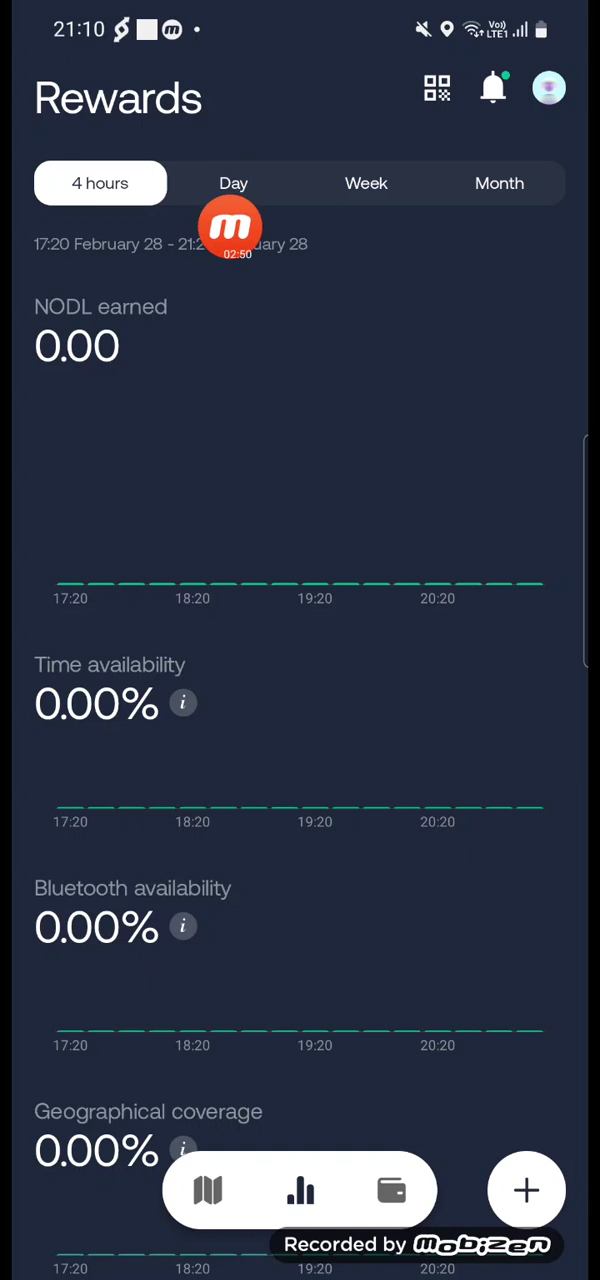 21:10 m Vo)) LTE1
Rewards
4 hours Day Week Month
17:20 February 28 - 21:2 uary 28
m
02:50
NODL earned
0.00
17:20 18:20 19:20 20:20
Time availability
0.00% i
17:20 18:20 19:20 20:20
Bluetooth availability
0.00% i
17:20 18:20 19:20 20:20
Geographical coverage
0.00% i
Recorded by mobizen
17:20 18:20 19:20 20:20